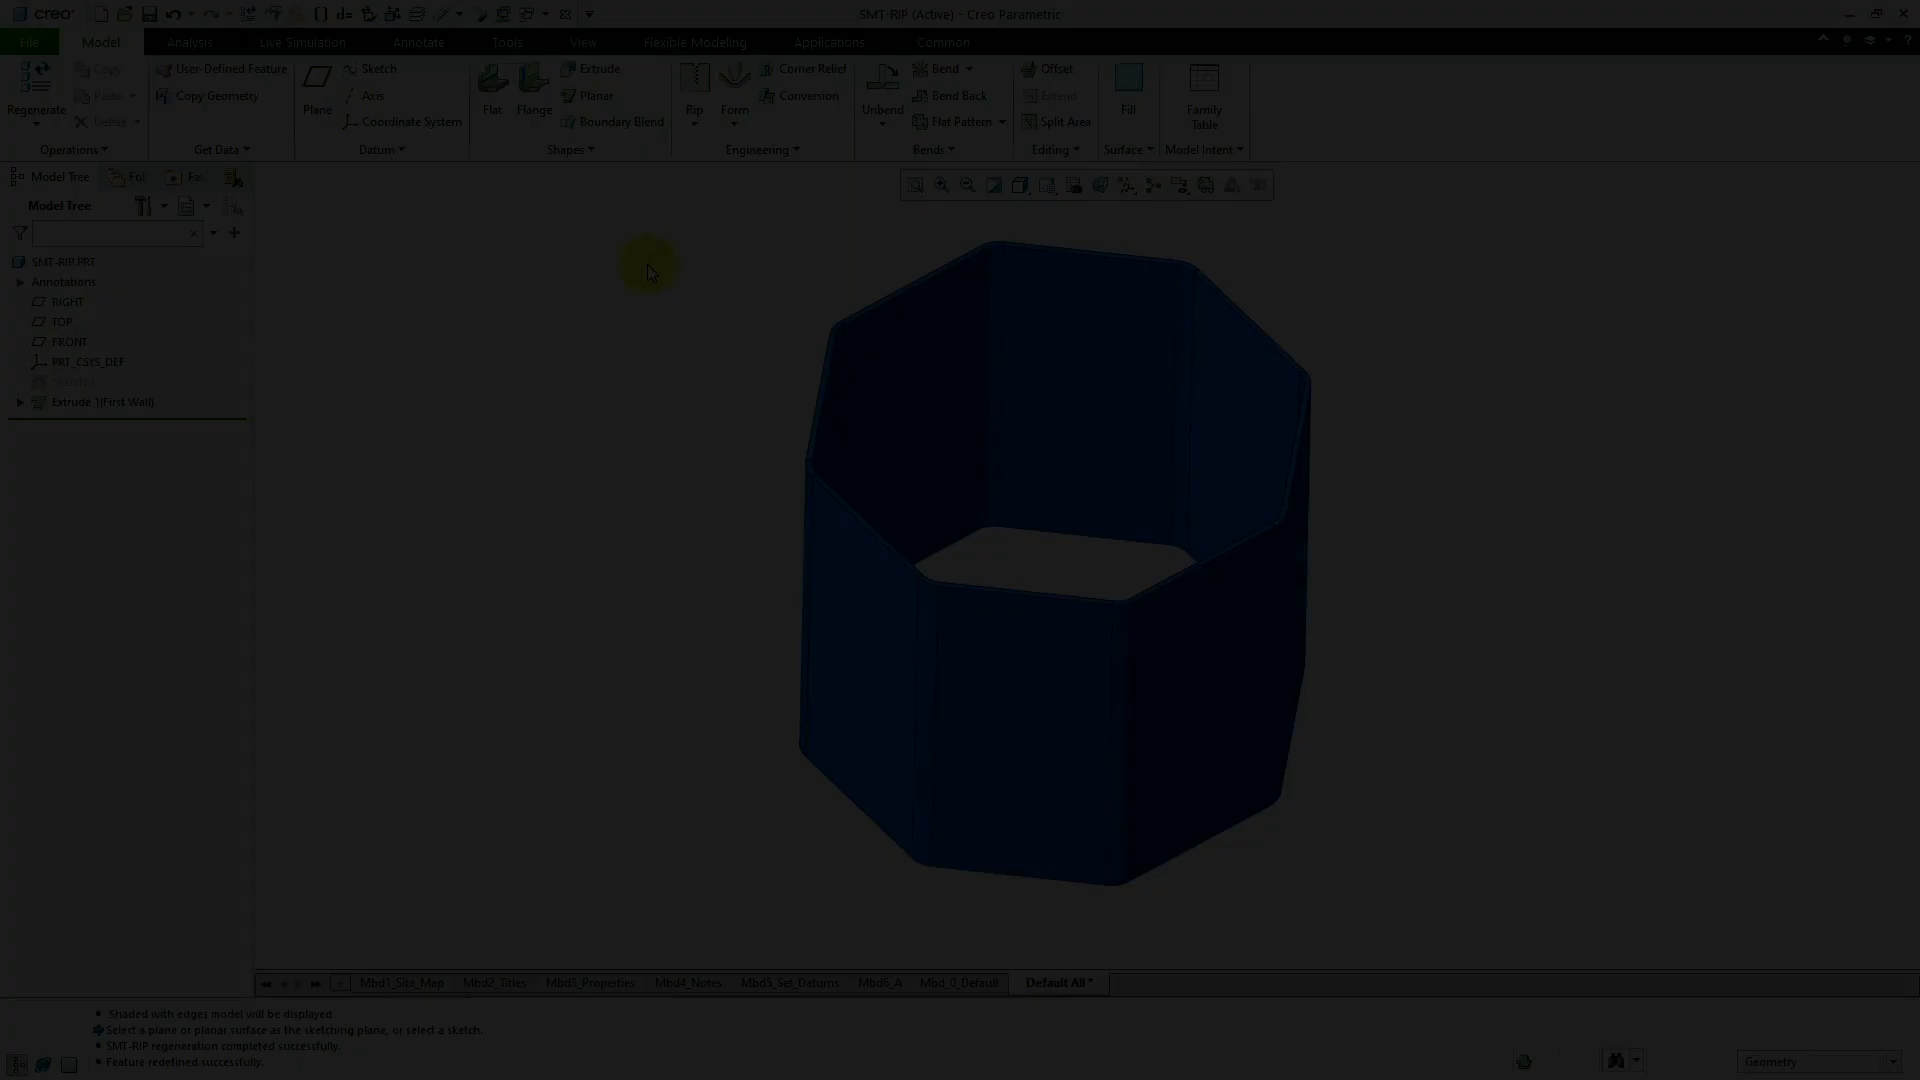 creo
SMT-RIP (Active) - Creo Parametric
File Model Analysis Live Simulation Annotate Tools View Flexible Modeling Applications Common
Regenerate
Copy
Paste
Delete
Operations
User-Defined Feature
Copy Geometry
Get Data
Plane
Sketch
Axis
Coordinate System
Datum
Flat
Flange
Extrude
Planar
Boundary Blend
Shapes
Rip
Form
Corner Relief
Conversion
Engineering
Unbend
Bend
Bend Back
Flat Pattern
Bends
Offset
Extend
Split Area
Editing
Fill
Surface
Family
Table
Model Intent
Model Tree Fol Fa
Model Tree
SMT-RIP.PRT
Annotations
RIGHT
TOP
FRONT
PRT_CSYS_DEF
Extrude 1(First Wall)
Mbd1_Site_Map Mbd2_Titles Mbd3_Properties Mbd4_Notes Mbd5_Set_Datums Mbd6_A Mbd_0_Default Default All *
• Shaded with edges model will be displayed
Select a plane or planar surface as the sketching plane, or select a sketch.
• SMT-RIP regeneration completed successfully.
• Feature redefined successfully.
Geometry